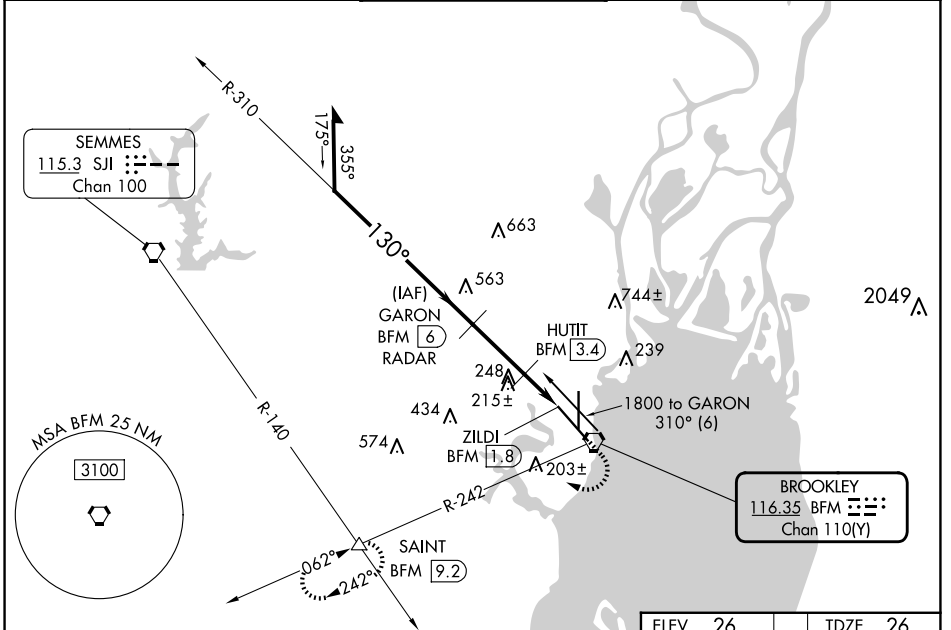 R-310
175°
355°
SEMMES
115.3 SJI
Chan 100
130°
663
563
(IAF)
GARON
BFM 6
RADAR
744±
2049
HUTIT
BFM 3.4
239
248
215±
1800 to GARON
310° (6)
434
574
ZILDI
BFM 1.8
203±
R-140
MSA BFM 25 NM
3100
R-242
BROOKLEY
116.35 BFM
Chan 110(Y)
SAINT
BFM 9.2
062°
242°
ELEV 26
TDZE 26